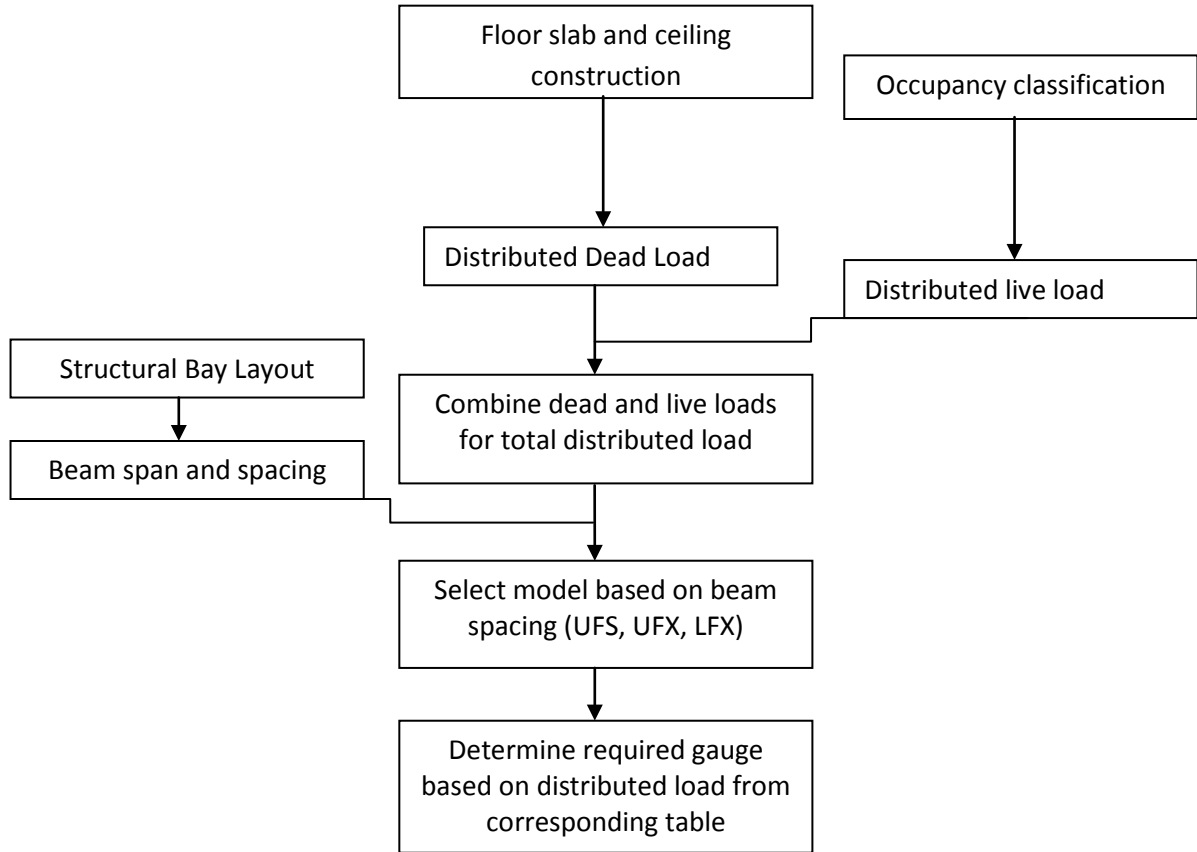 Floor slab and ceiling
construction
Occupancy classification
Distributed Dead Load
Distributed live load
Structural Bay Layout
Combine dead and live loads
for total distributed load
Beam span and spacing
Select model based on beam
spacing (UFS, UFX, LFX)
Determine required gauge
based on distributed load from
corresponding table